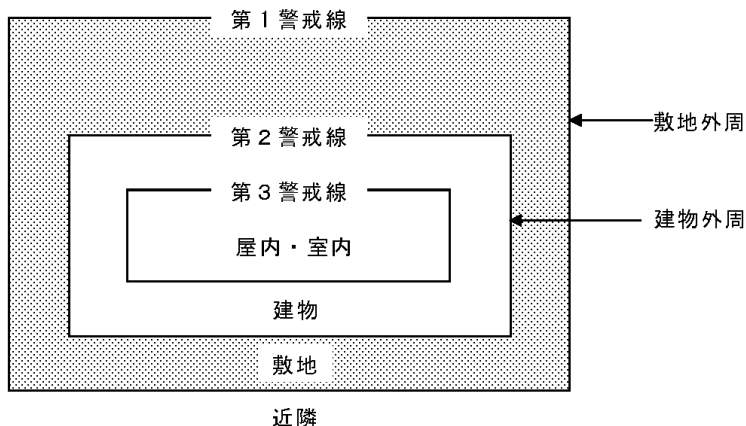 第１警戒線
敷地外周
第２警戒線
第３警戒線
建物外周
屋内・室内
建物
敷地
近隣